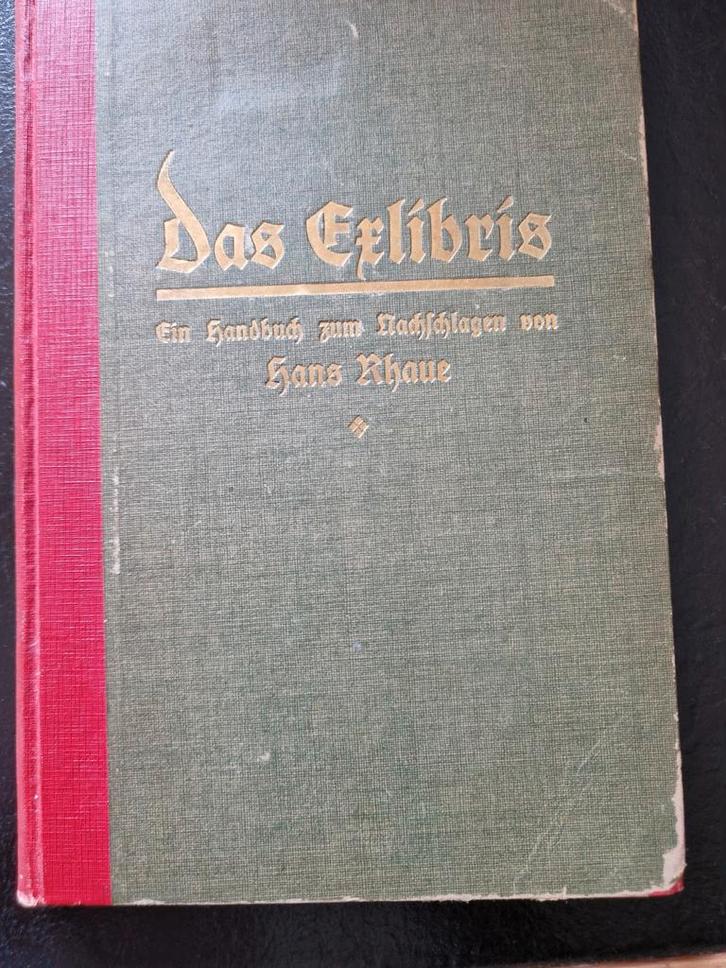 Das Exlibris
Ein Handbuch zum Nachschlagen von
Hans Rhaue